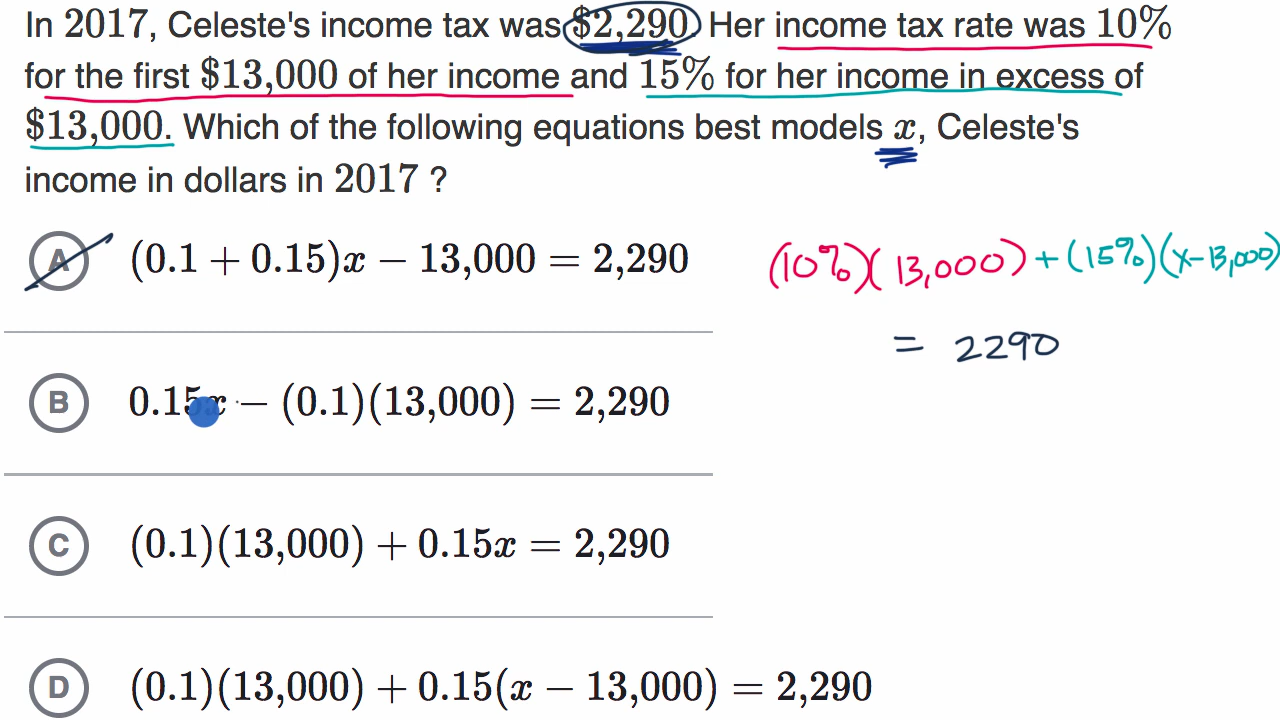 In 2017, Celeste's income tax was $2,290. Her income tax rate was 10%
for the first $13,000 of her income and 15% for her income in excess of
$13,000. Which of the following equations best models x, Celeste's
income in dollars in 2017 ?
A (0.1 + 0.15)x − 13,000 = 2,290
(10%)(13,000) + (15%)(x-13,000)
= 2290
B 0.15x − (0.1)(13,000) = 2,290
C (0.1)(13,000) + 0.15x = 2,290
D (0.1)(13,000) + 0.15(x − 13,000) = 2,290